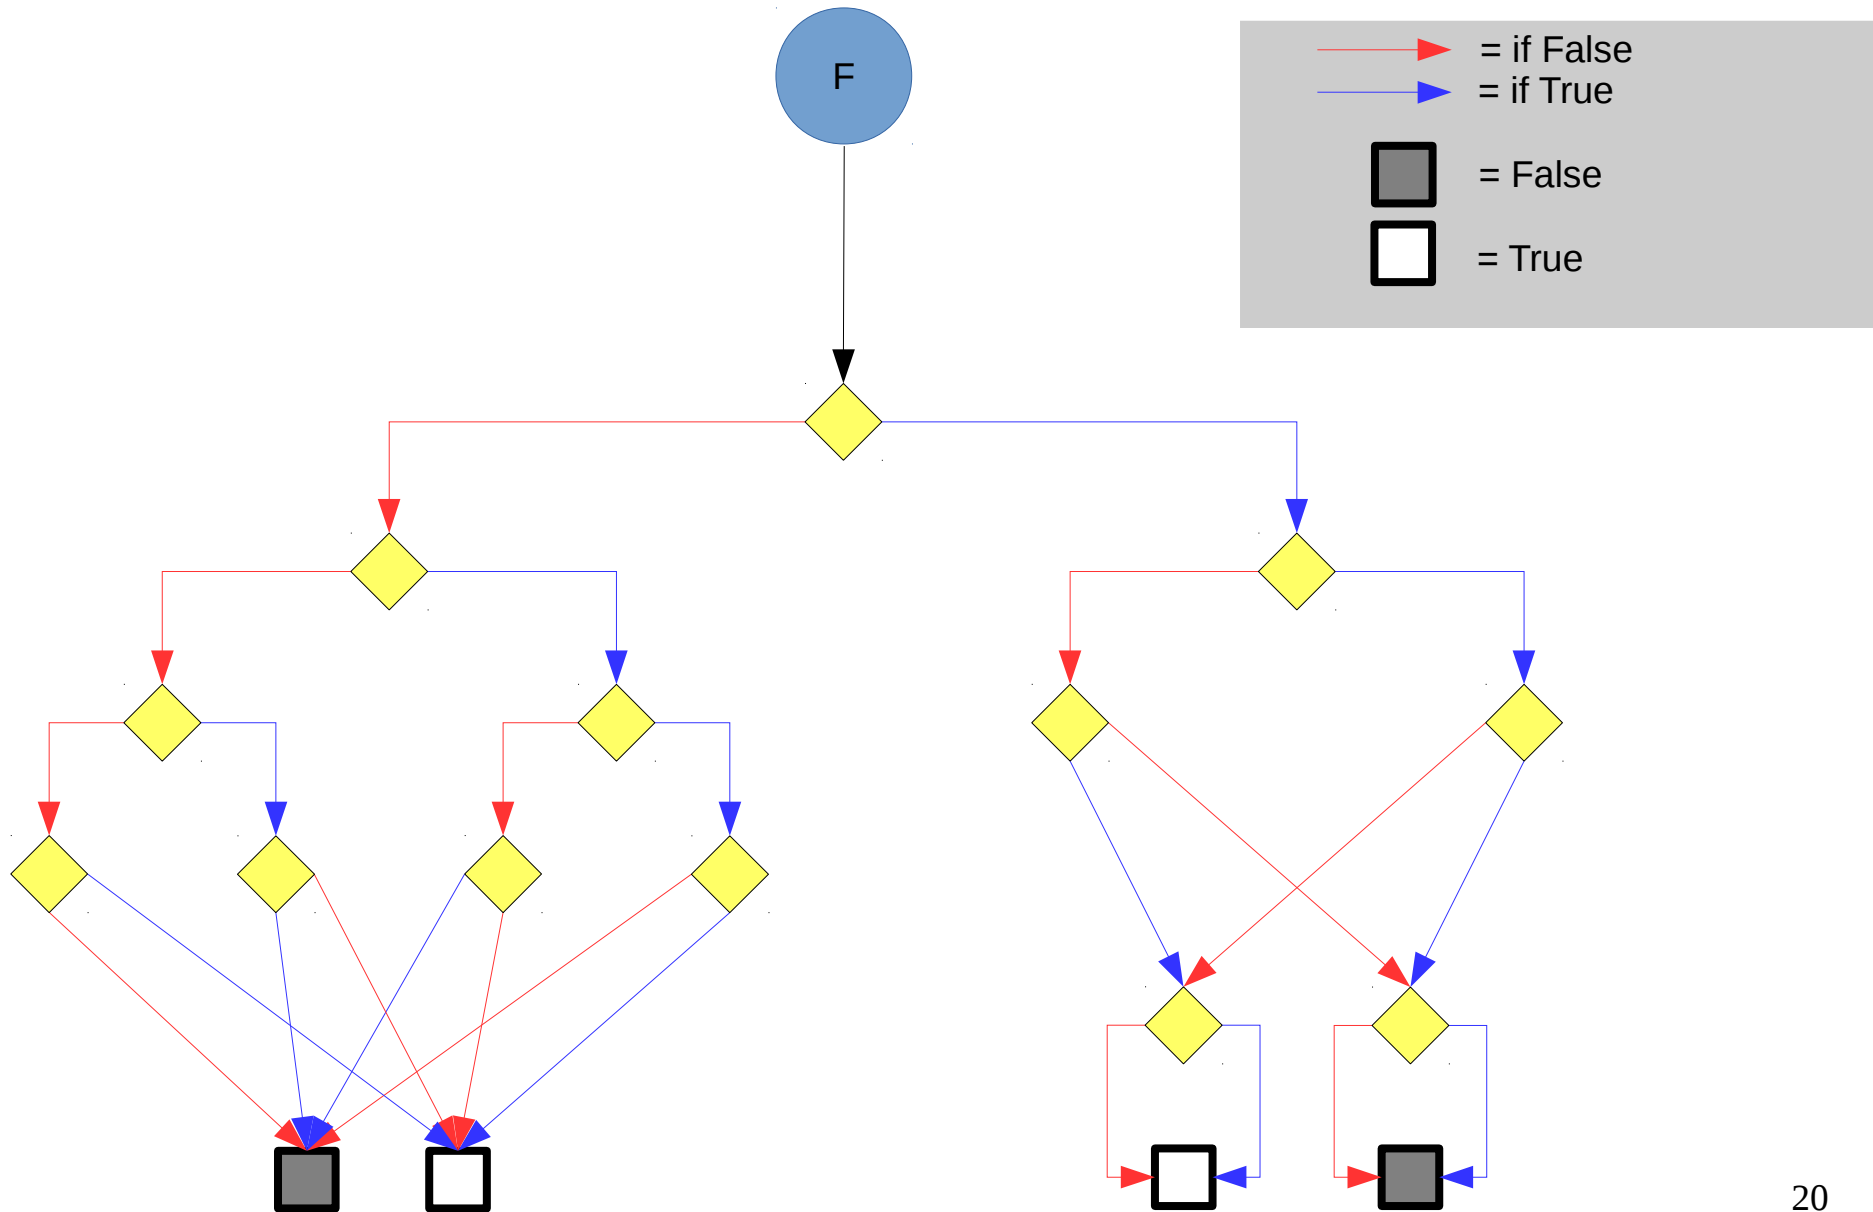 F
= if False
= if True
= False
= True
20